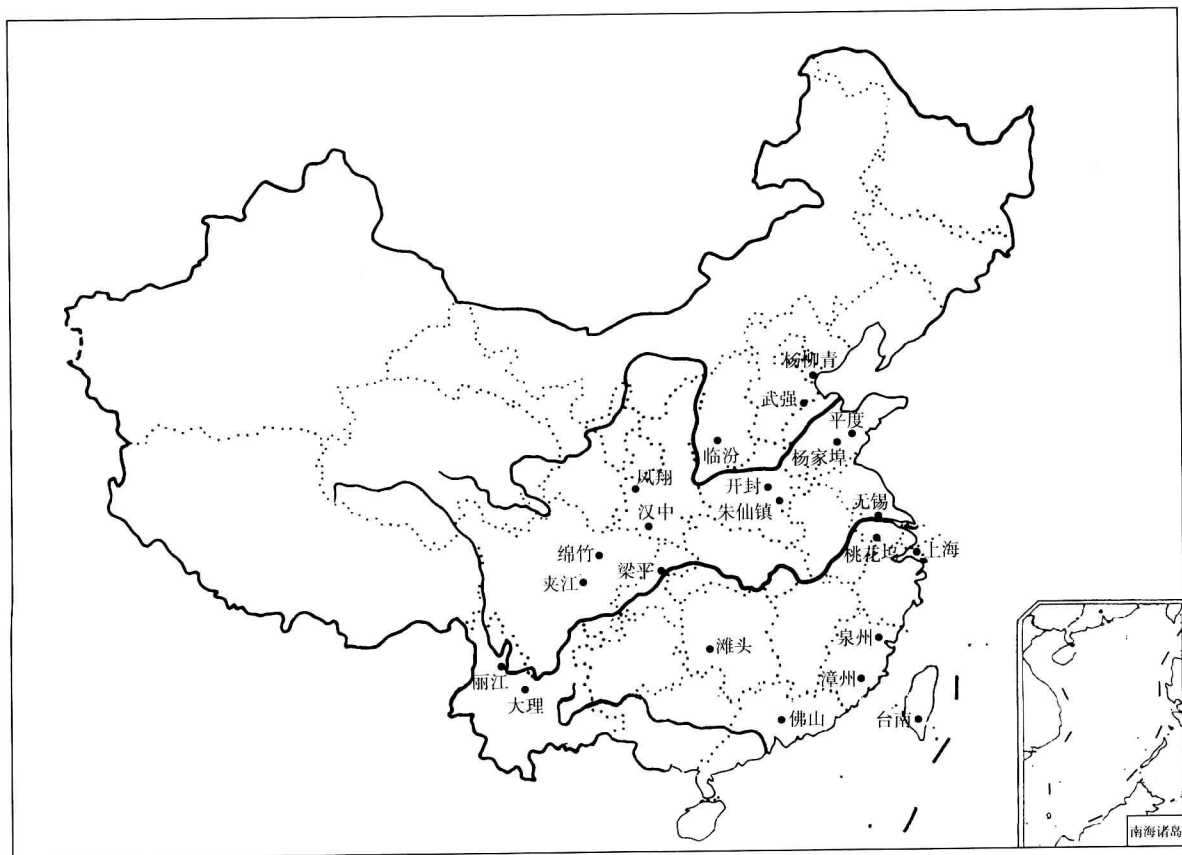 杨柳青
武强
平度
临汾
杨家埠
凤翔
开封
无锡
朱仙镇
汉中
绵竹
桃花坞
上海
梁平
夹江
泉州
滩头
丽江
漳州
大理
佛山
台南
南海诸岛